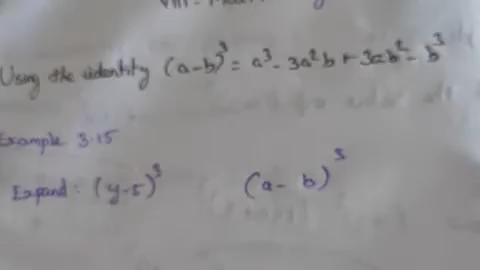 Using the identity (a-b)³ = a³ - 3a²b + 3ab² - b³
Example 3.15
Expand : (y-5)³ (a - b)³